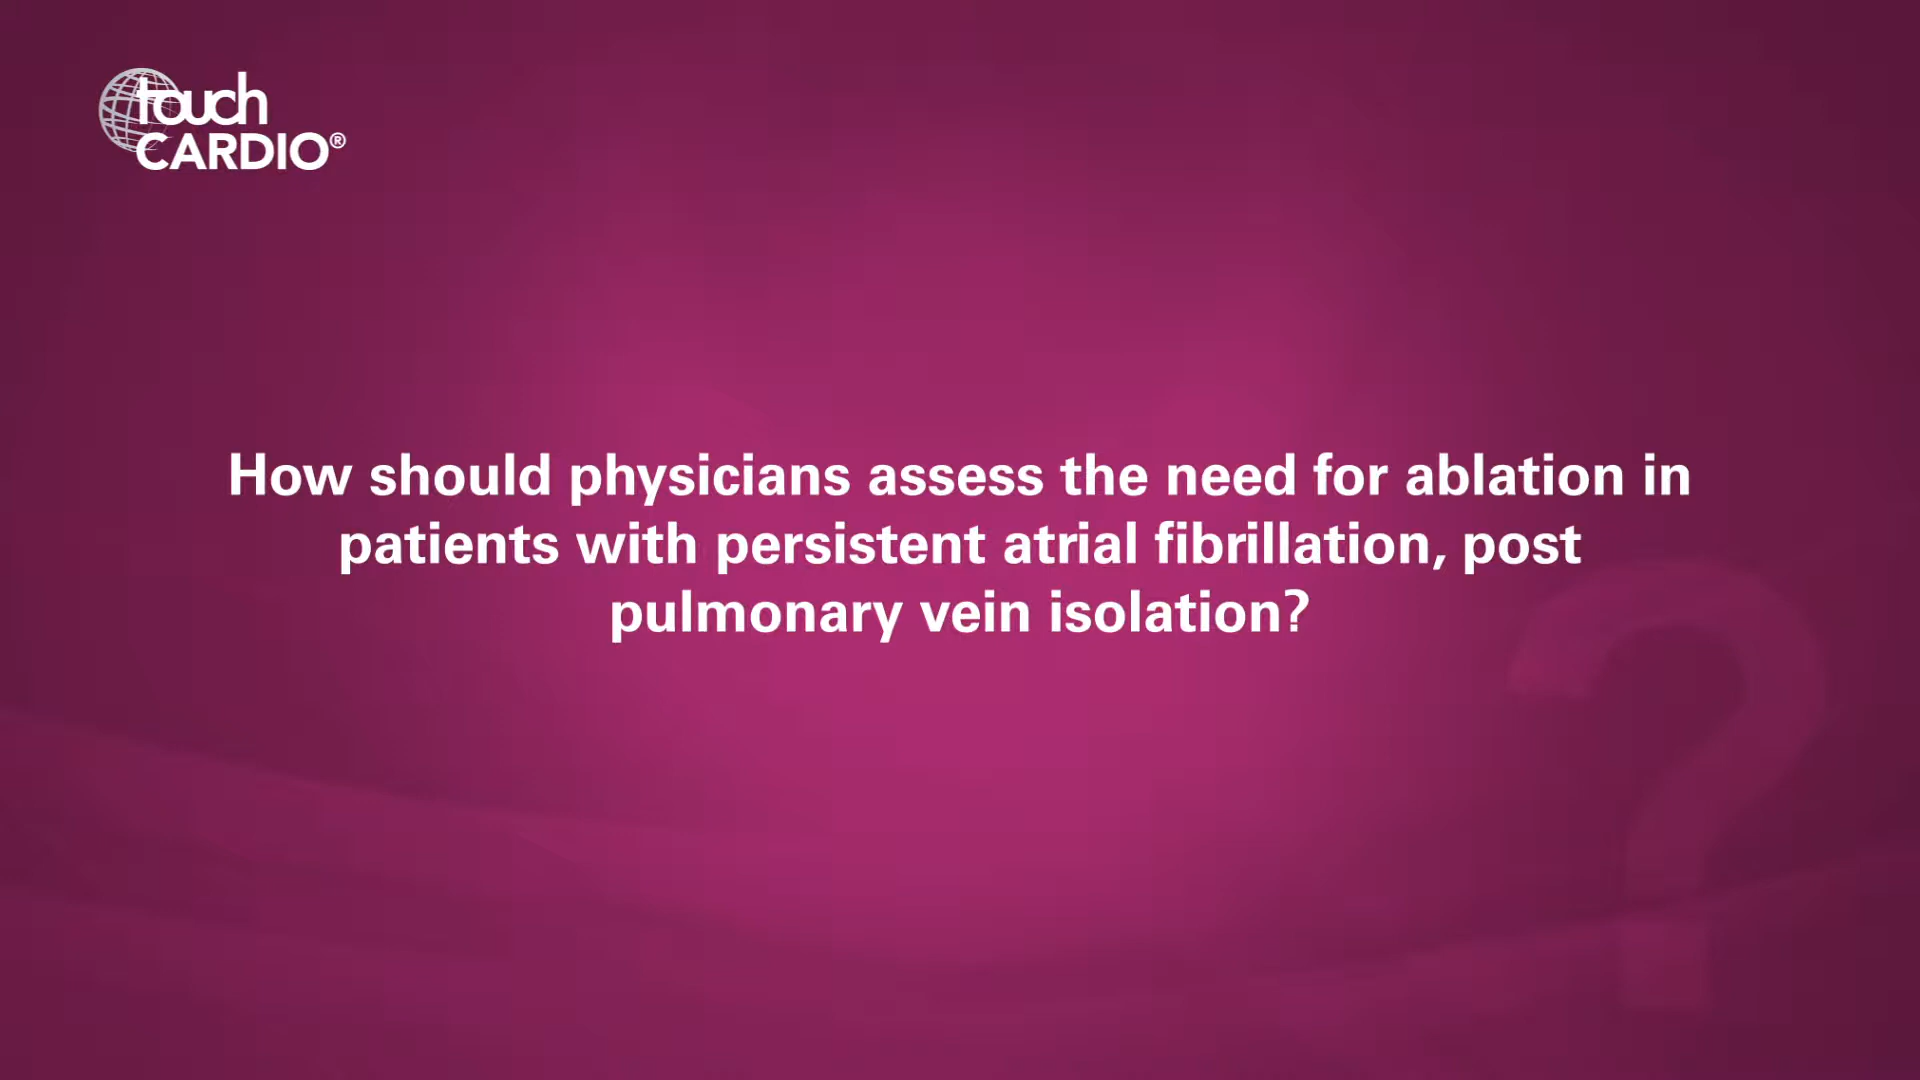 touch
CARDIO®
How should physicians assess the need for ablation in
patients with persistent atrial fibrillation, post
pulmonary vein isolation?
?